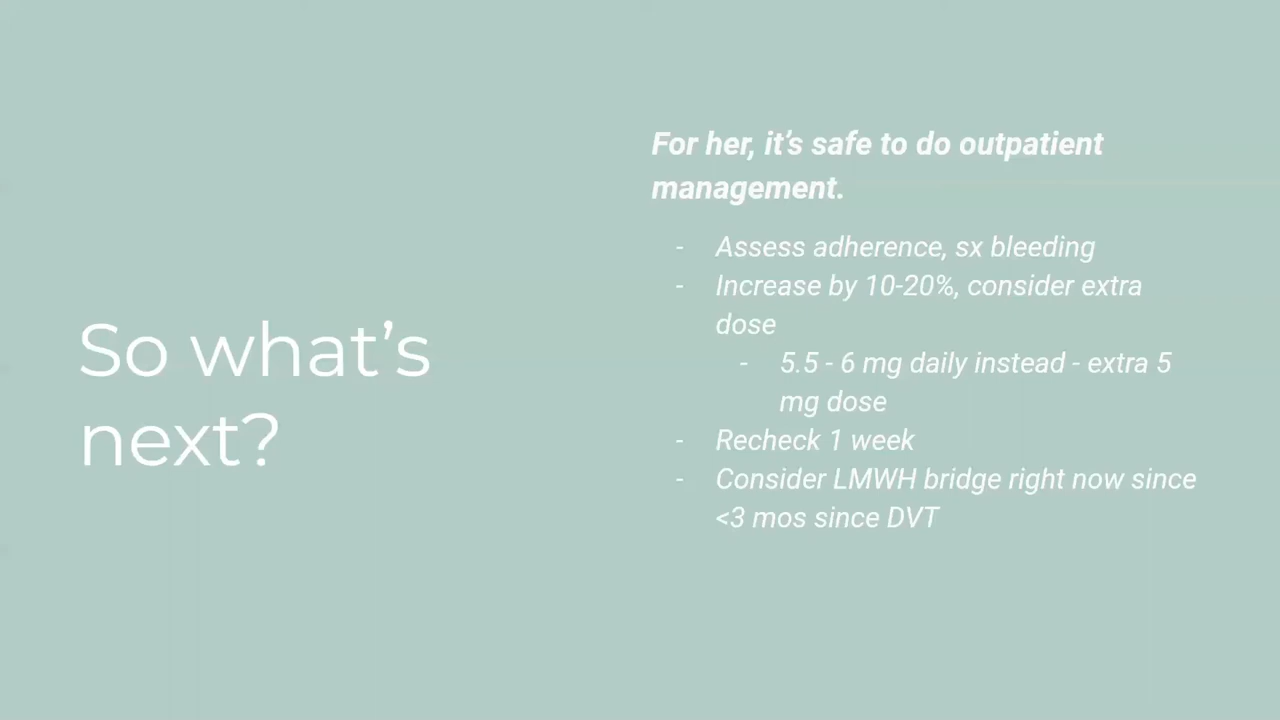 So what’s
next?
For her, it’s safe to do outpatient
management.
- Assess adherence, sx bleeding
- Increase by 10-20%, consider extra
dose
- 5.5 - 6 mg daily instead - extra 5
mg dose
- Recheck 1 week
- Consider LMWH bridge right now since
<3 mos since DVT